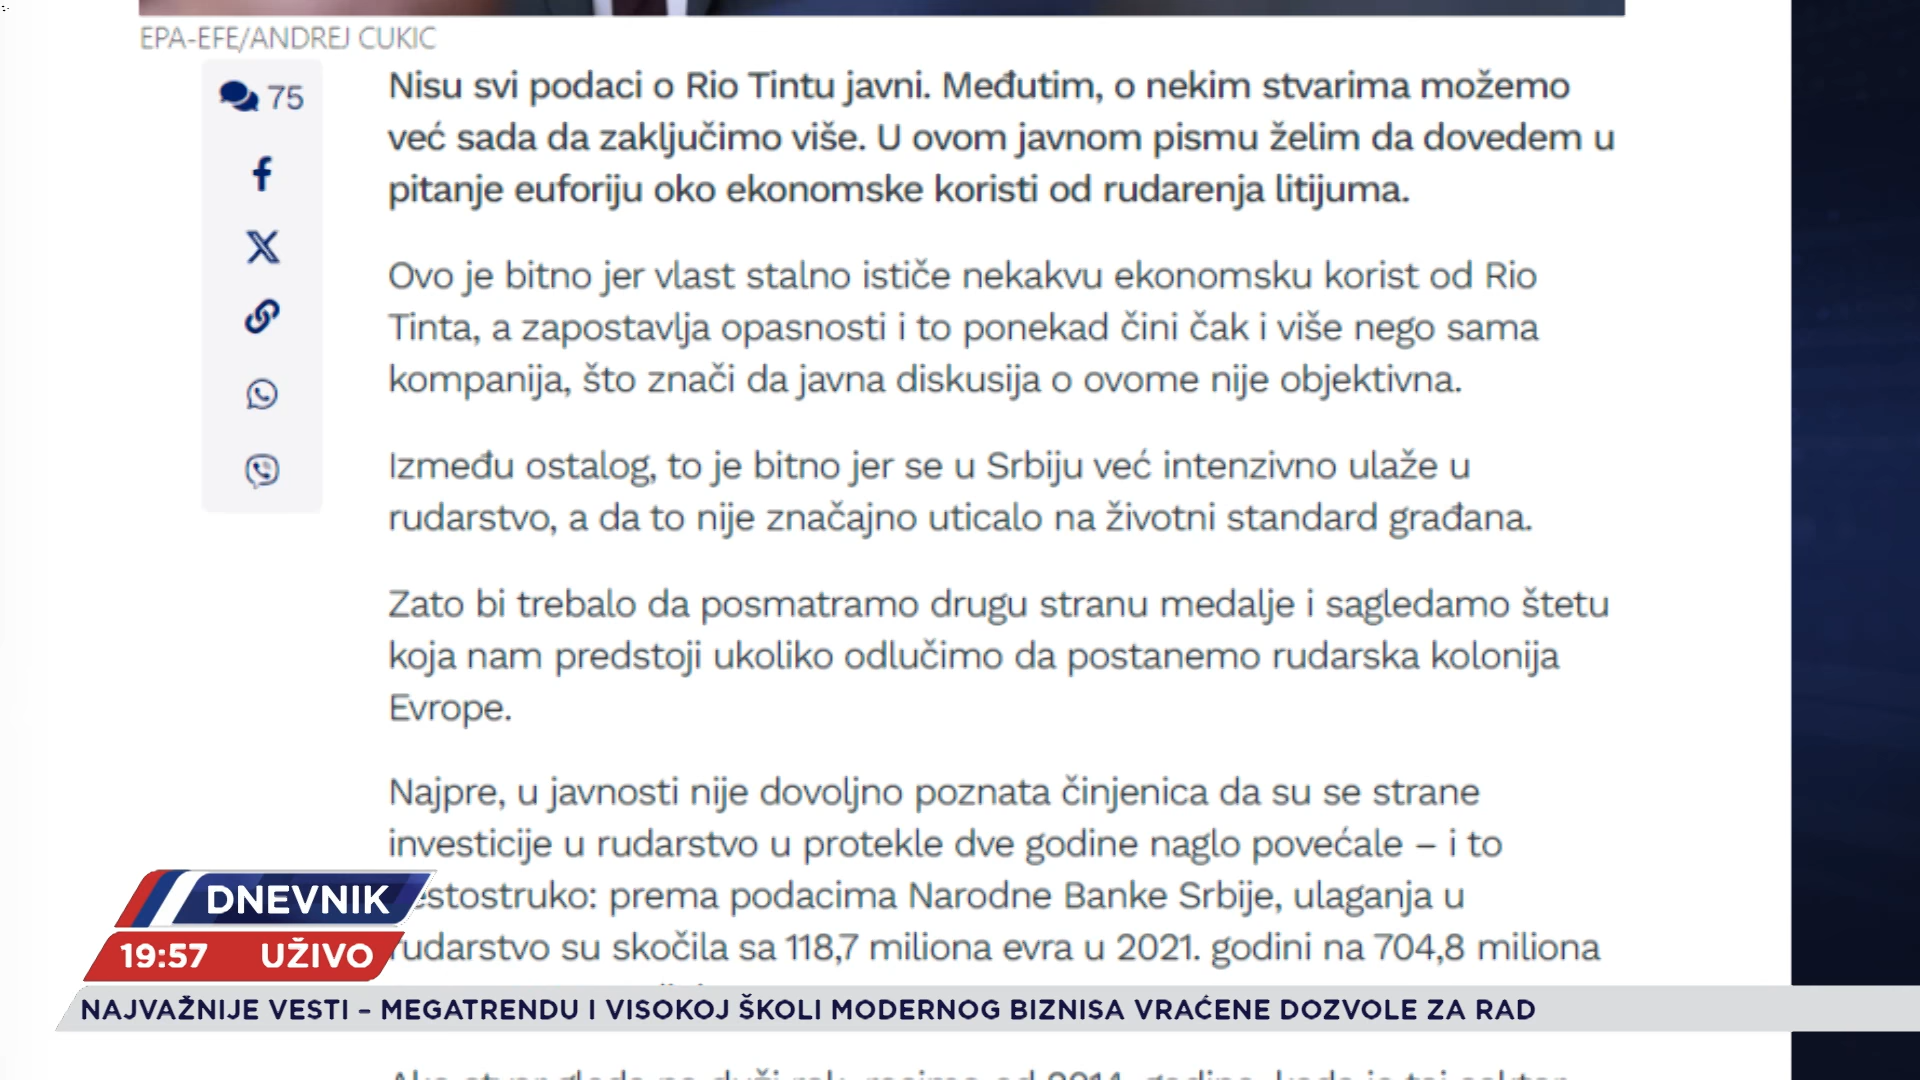 EPA-EFE/ANDREJ CUKIC
75
Nisu svi podaci o Rio Tintu javni. Međutim, o nekim stvarima možemo
već sada da zaključimo više. U ovom javnom pismu želim da dovedem u
pitanje euforiju oko ekonomske koristi od rudarenja litijuma.
Ovo je bitno jer vlast stalno ističe nekakvu ekonomsku korist od Rio
Tinta, a zapostavlja opasnosti i to ponekad čini čak i više nego sama
kompanija, što znači da javna diskusija o ovome nije objektivna.
Između ostalog, to je bitno jer se u Srbiju već intenzivno ulaže u
rudarstvo, a da to nije značajno uticalo na životni standard građana.
Zato bi trebalo da posmatramo drugu stranu medalje i sagledamo štetu
koja nam predstoji ukoliko odlučimo da postanemo rudarska kolonija
Evrope.
Najpre, u javnosti nije dovoljno poznata činjenica da su se strane
investicije u rudarstvo u protekle dve godine naglo povećale – i to
estostruko: prema podacima Narodne Banke Srbije, ulaganja u
rudarstvo su skočila sa 118,7 miliona evra u 2021. godini na 704,8 miliona
DNEVNIK
19:57 UŽIVO
NAJVAŽNIJE VESTI – MEGATRENDU I VISOKOJ ŠKOLI MODERNOG BIZNISA VRAĆENE DOZVOLE ZA RAD